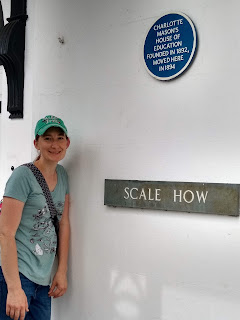 CHARLOTTE
MASON'S
HOUSE OF
EDUCATION
FOUNDED IN 1892,
MOVED HERE
IN 1894
SCALE HOW